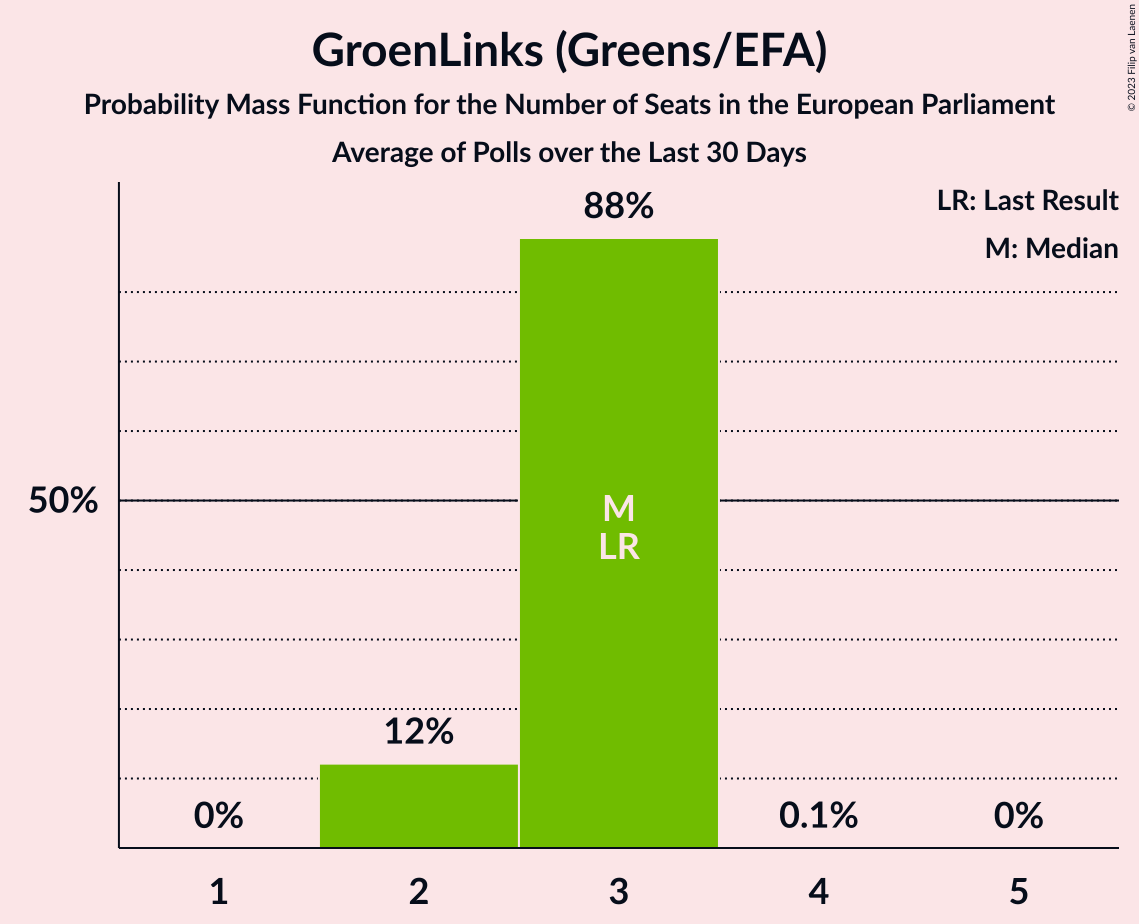 GroenLinks (Greens/EFA)
Probability Mass Function for the Number of Seats in the European Parliament
Average of Polls over the Last 30 Days
© 2023 Filip van Laenen
LR: Last Result
M: Median
88%
50%
M
LR
12%
0%
0.1%
0%
1
2
3
4
5